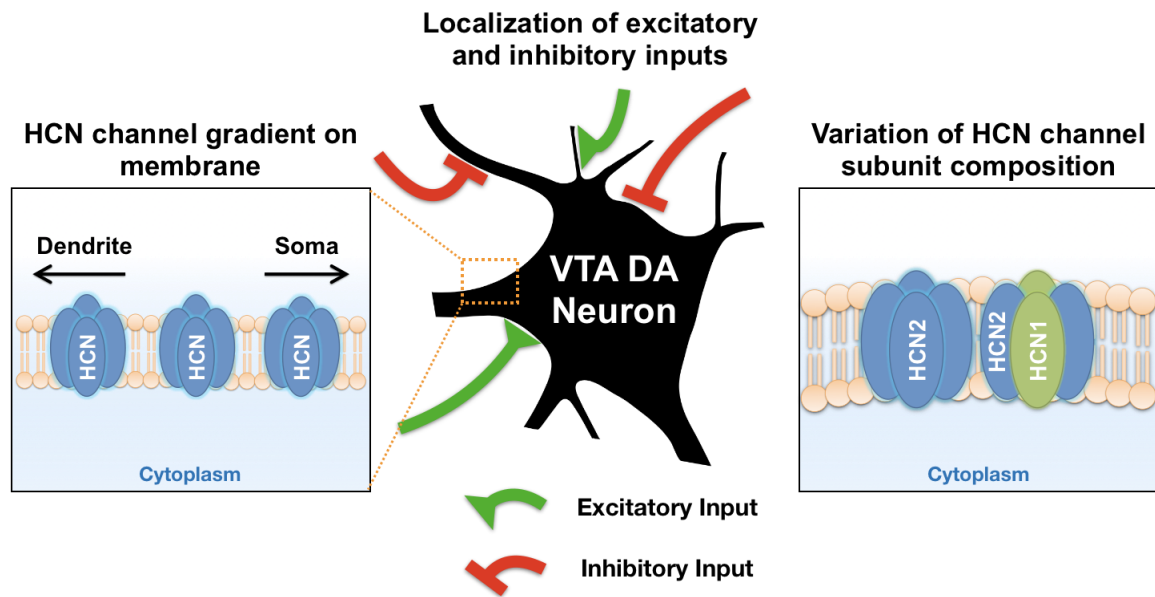 Localization of excitatory
and inhibitory inputs
HCN channel gradient on
membrane
Dendrite
Soma
HCN
HCN
HCN
Cytoplasm
VTA DA
Neuron
Excitatory Input
Inhibitory Input
Variation of HCN channel
subunit composition
HCN2
HCN2
HCN1
Cytoplasm